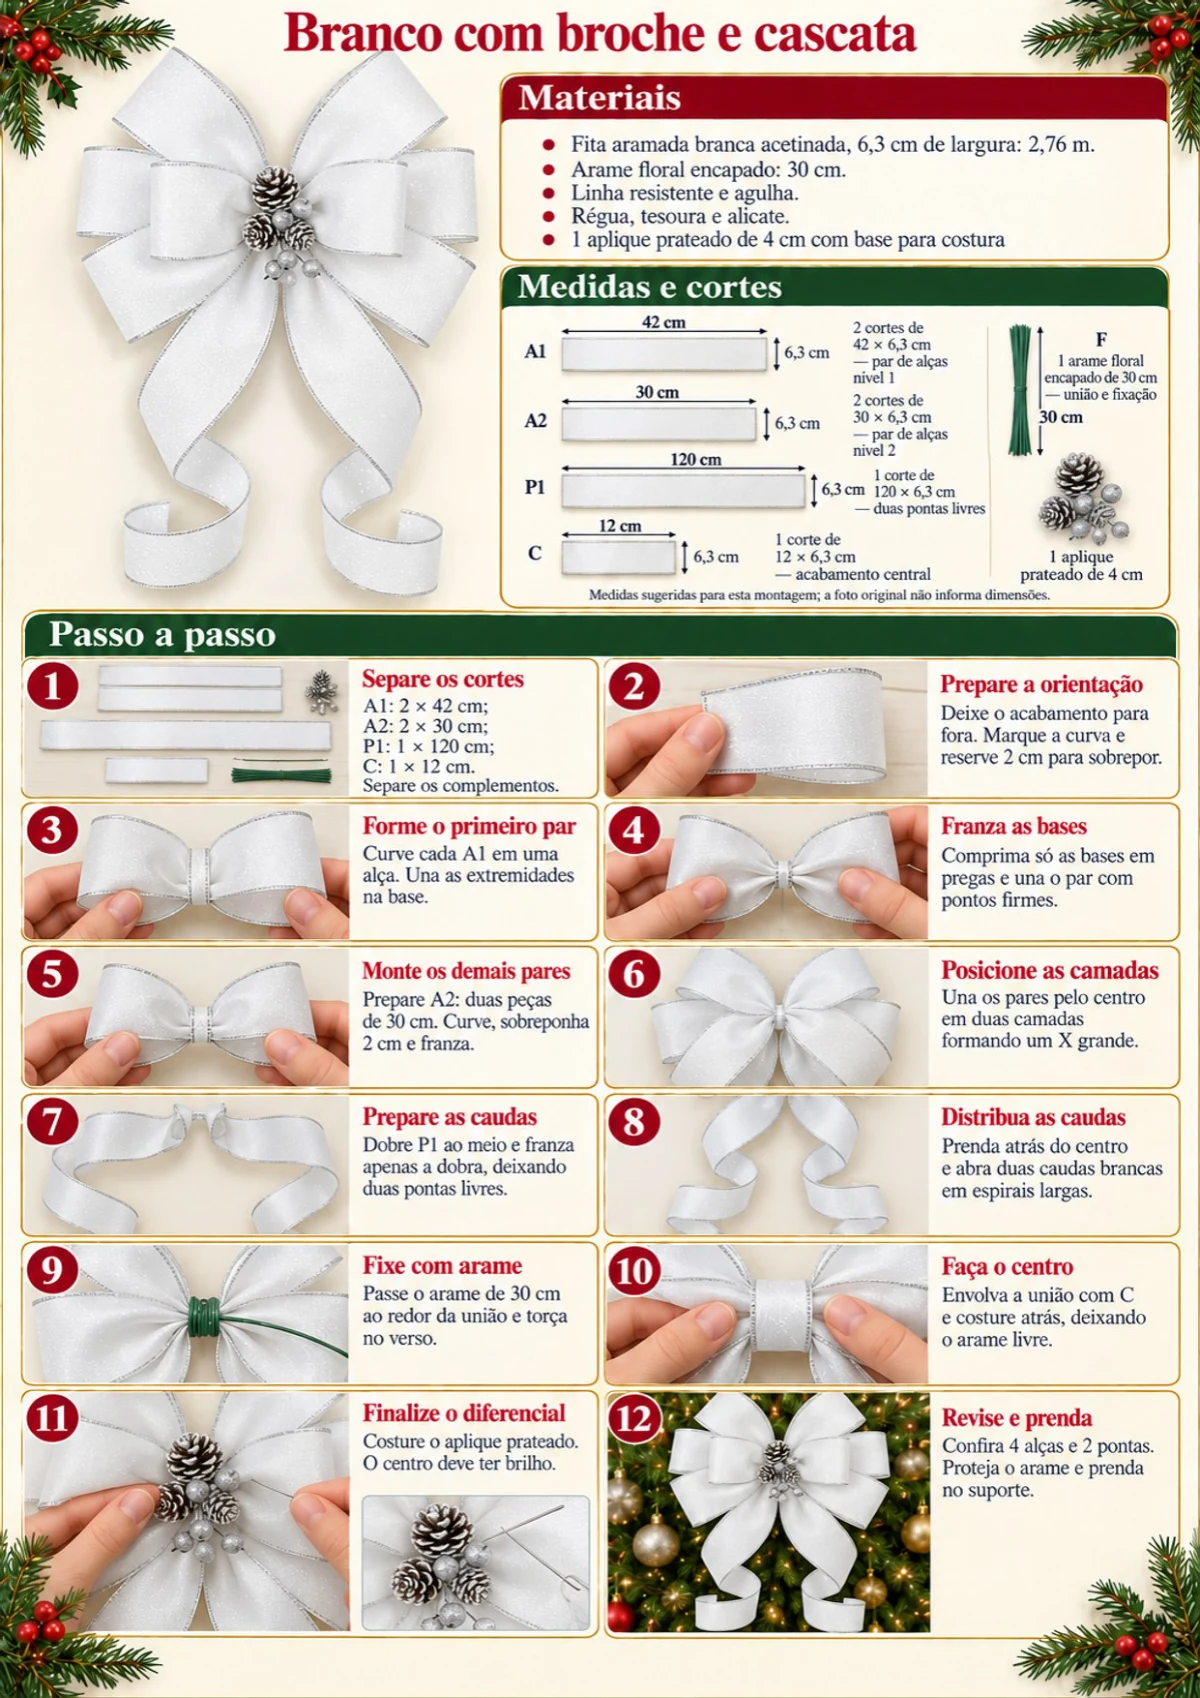 Branco com broche e cascata
Materiais
• Fita aramada branca acetinada, 6,3 cm de largura: 2,76 m.
• Arame floral encapado: 30 cm.
• Linha resistente e agulha.
• Régua, tesoura e alicate.
• 1 aplique prateado de 4 cm com base para costura
Medidas e cortes
A1
42 cm
6,3 cm
2 cortes de
42 × 6,3 cm
— par de alças
nível 1
A2
30 cm
6,3 cm
2 cortes de
30 × 6,3 cm
— par de alças
nível 2
P1
120 cm
6,3 cm
1 corte de
120 × 6,3 cm
— duas pontas livres
C
12 cm
6,3 cm
1 corte de
12 × 6,3 cm
— acabamento central
F
1 arame floral
encapado de 30 cm
— união e fixação
30 cm
1 aplique
prateado de 4 cm
Medidas sugeridas para esta montagem; a foto original não informa dimensões.
Passo a passo
1
Separe os cortes
A1: 2 × 42 cm;
A2: 2 × 30 cm;
P1: 1 × 120 cm;
C: 1 × 12 cm.
Separe os complementos.
2
Prepare a orientação
Deixe o acabamento para
fora. Marque a curva e
reserve 2 cm para sobrepor.
3
Forme o primeiro par
Curve cada A1 em uma
alça. Una as extremidades
na base.
4
Franza as bases
Comprima só as bases em
pregas e una o par com
pontos firmes.
5
Monte os demais pares
Prepare A2: duas peças
de 30 cm. Curve, sobreponha
2 cm e franza.
6
Posicione as camadas
Una os pares pelo centro
em duas camadas
formando um X grande.
7
Prepare as caudas
Dobre P1 ao meio e franza
apenas a dobra, deixando
duas pontas livres.
8
Distribua as caudas
Prenda atrás do centro
e abra duas caudas brancas
em espirais largas.
9
Fixe com arame
Passe o arame de 30 cm
ao redor da união e torça
no verso.
10
Faça o centro
Envolva a união com C
e costure atrás, deixando
o arame livre.
11
Finalize o diferencial
Costure o aplique prateado.
O centro deve ter brilho.
12
Revise e prenda
Confira 4 alças e 2 pontas.
Proteja o arame e prenda
no suporte.